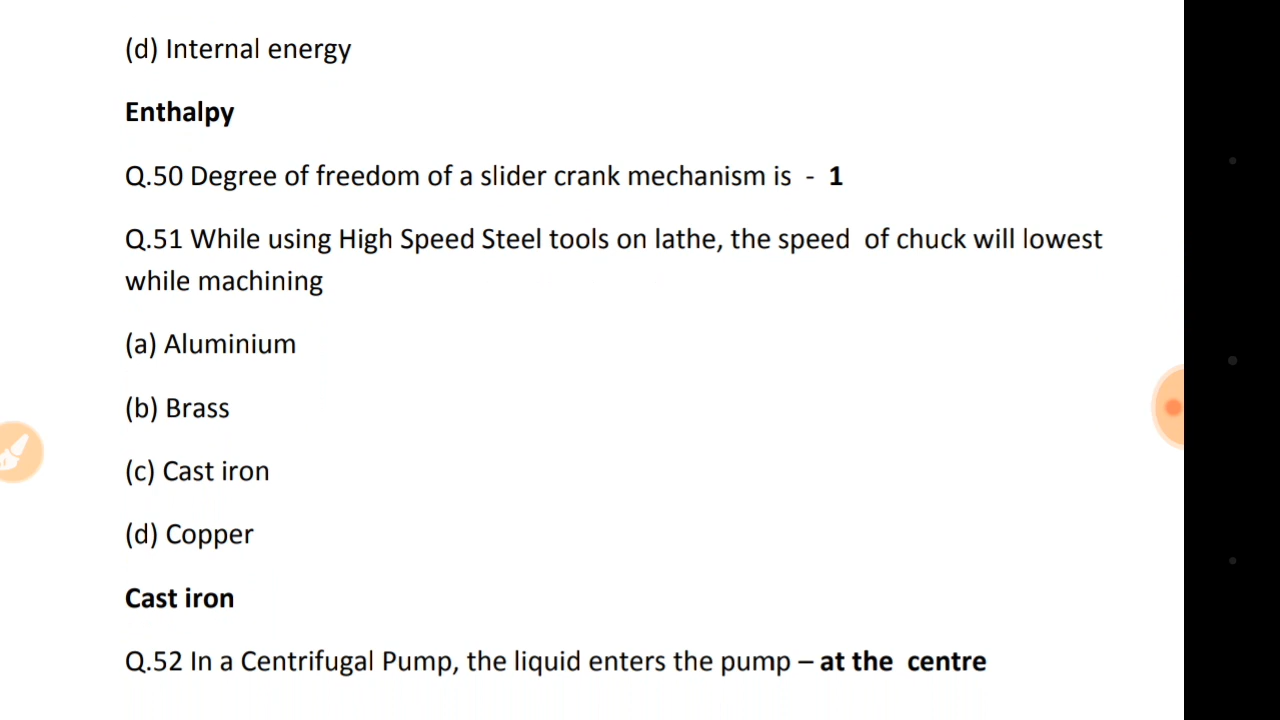 (d) Internal energy
Enthalpy
Q.50 Degree of freedom of a slider crank mechanism is - 1
Q.51 While using High Speed Steel tools on lathe, the speed of chuck will lowest
while machining
(a) Aluminium
(b) Brass
(c) Cast iron
(d) Copper
Cast iron
Q.52 In a Centrifugal Pump, the liquid enters the pump – at the centre